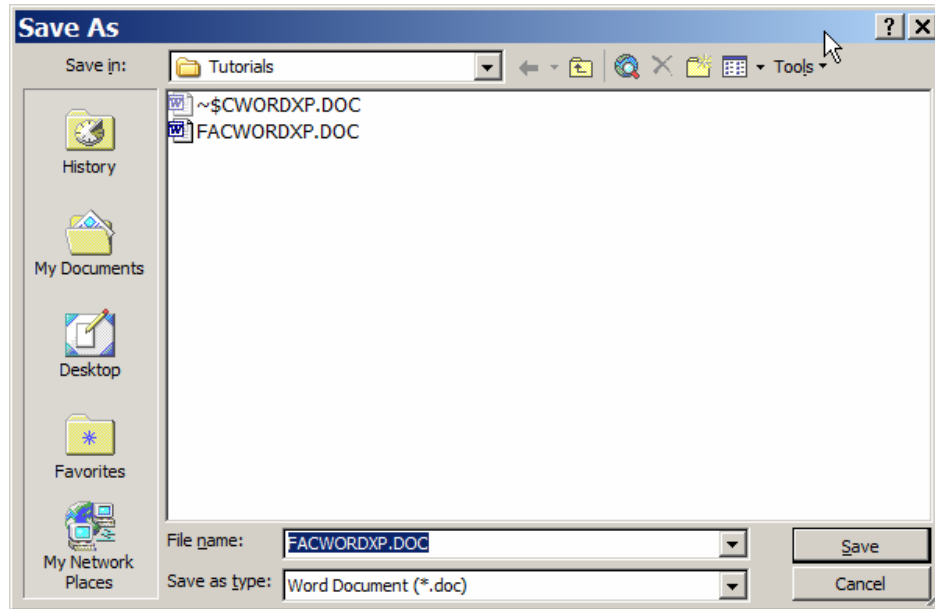 Save As
Save in:
Tutorials
Tools
~$CWORDXP.DOC
FACWORDXP.DOC
History
My Documents
Desktop
Favorites
My Network
Places
File name:
FACWORDXP.DOC
Save
Save as type:
Word Document (*.doc)
Cancel